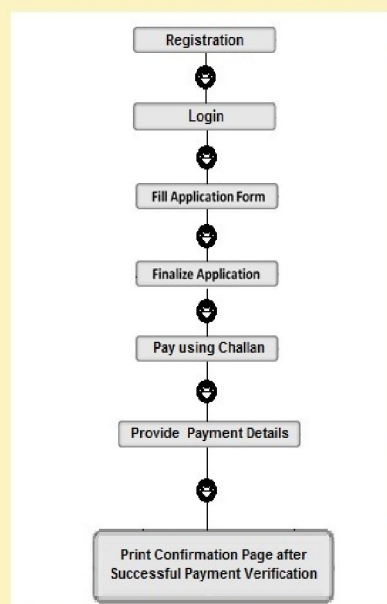 Registration
Login
Fill Application Form
Finalize Application
Pay using Challan
Provide Payment Details
Print Confirmation Page after
Successful Payment Verification